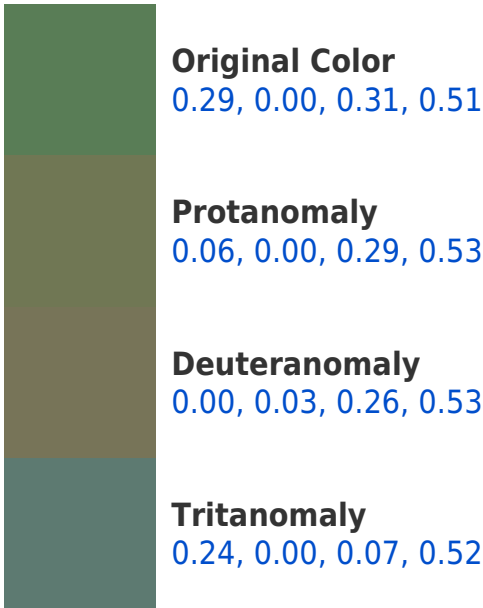 Original Color
0.29, 0.00, 0.31, 0.51
Protanomaly
0.06, 0.00, 0.29, 0.53
Deuteranomaly
0.00, 0.03, 0.26, 0.53
Tritanomaly
0.24, 0.00, 0.07, 0.52